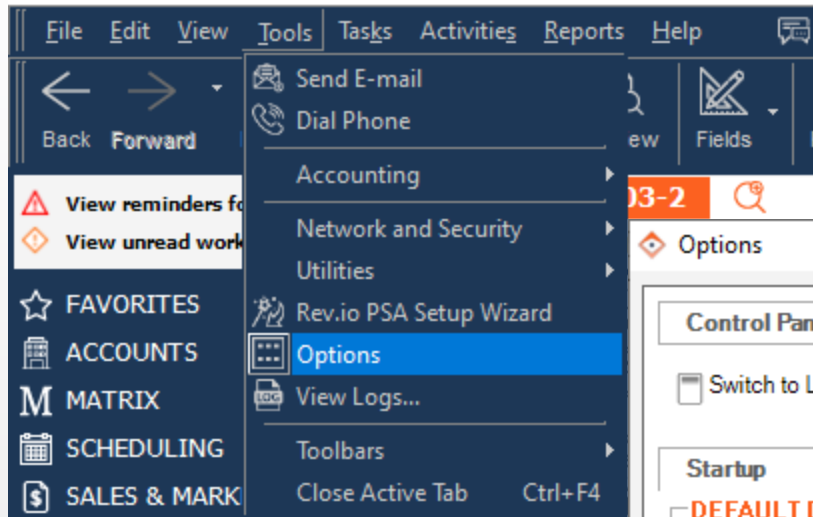 File Edit View Tools Tasks Activities Reports Help
Back Forward ew Fields
Send E-mail
Dial Phone
Accounting
Network and Security
Utilities
Rev.io PSA Setup Wizard
Options
View Logs...
Toolbars
Close Active Tab Ctrl+F4
View reminders fo
View unread work
FAVORITES
ACCOUNTS
MATRIX
SCHEDULING
SALES & MARK
03-2
Options
Control Pan
Switch to L
Startup
DEFAULT D